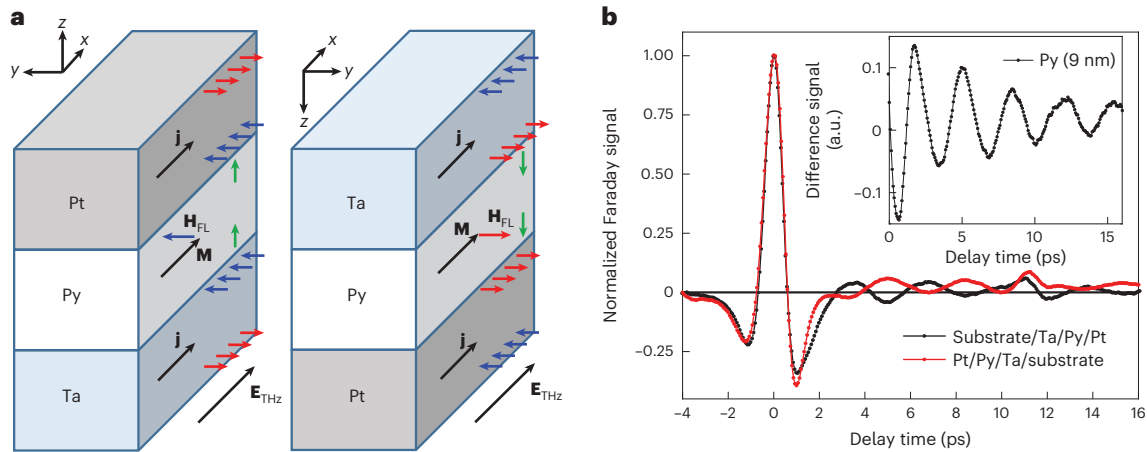 a
z
x
y
j
Pt
H_FL
M
Py
j
Ta
E_THz
x
y
z
j
Ta
M
H_FL
Py
j
Pt
E_THz
b
Normalized Faraday signal
1.00
0.75
0.50
0.25
0
−0.25
−4
−2
0
2
4
6
8
10
12
14
16
Delay time (ps)
Substrate/Ta/Py/Pt
Pt/Py/Ta/substrate
Difference signal
(a.u.)
0.1
0
−0.1
0
5
10
15
Delay time (ps)
Py (9 nm)